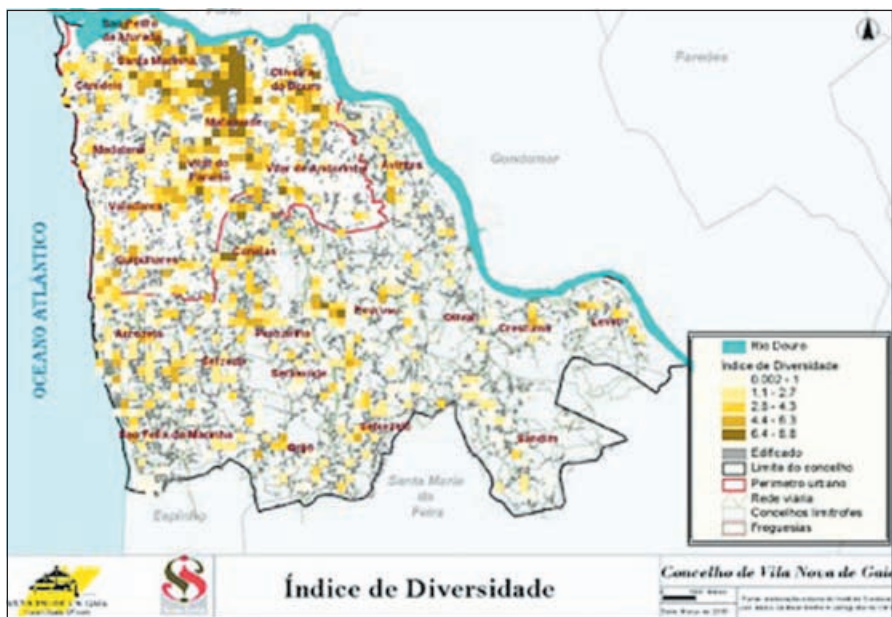 Santa Marinha
Oliveira
do Douro
Canidelo
Mafamude
Madalena
Vilar do
Paraíso
Vilar de Andorinho
Avintes
Valadares
Gulpilhares
Canelas
Arcozelo
Perosinho
Serzedo
Sermonde
Olival
Crestuma
Lever
São Félix da Marinha
Grijó
Seixezelo
Sandim
Gondomar
Paredes
Espinho
Santa Maria
da
Feira
OCEANO ATLÂNTICO
Rio Douro
Índice de Diversidade
0.002 - 1
1.1 - 2.7
2.8 - 4.3
4.4 - 6.3
6.4 - 8.8
Edificado
Limite do concelho
Perímetro urbano
Rede viária
Concelhos limítrofes
Freguesias
Índice de Diversidade
Concelho de Vila Nova de Gaia